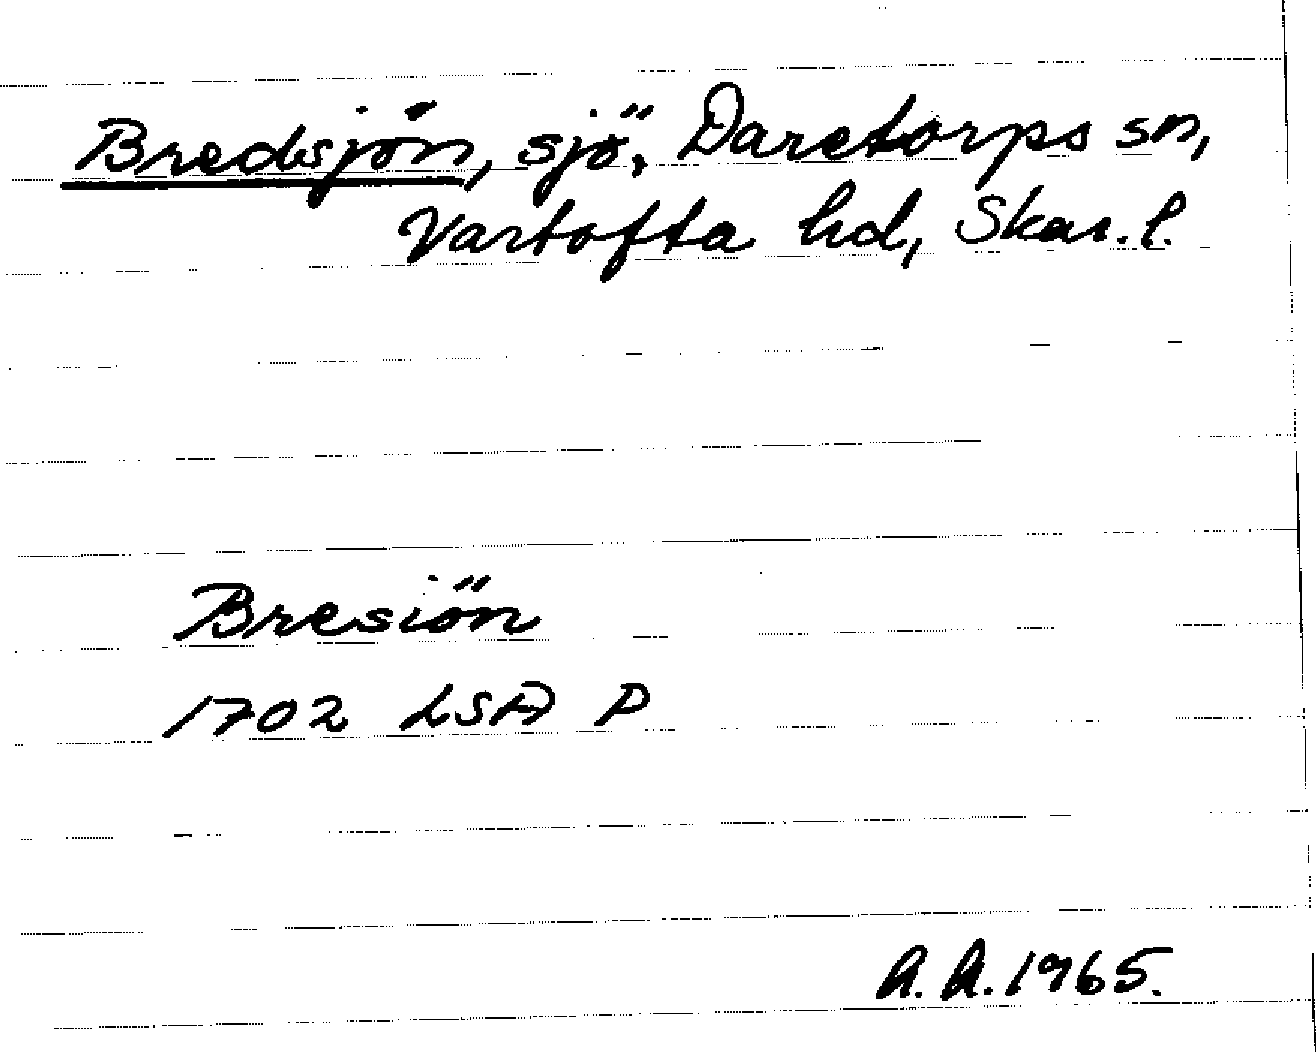 Bredsjön, sjö, Daretorps sn,
Vartofta hd, Skar. l.
Bresiön
1702 LSA P
A.A. 1965.